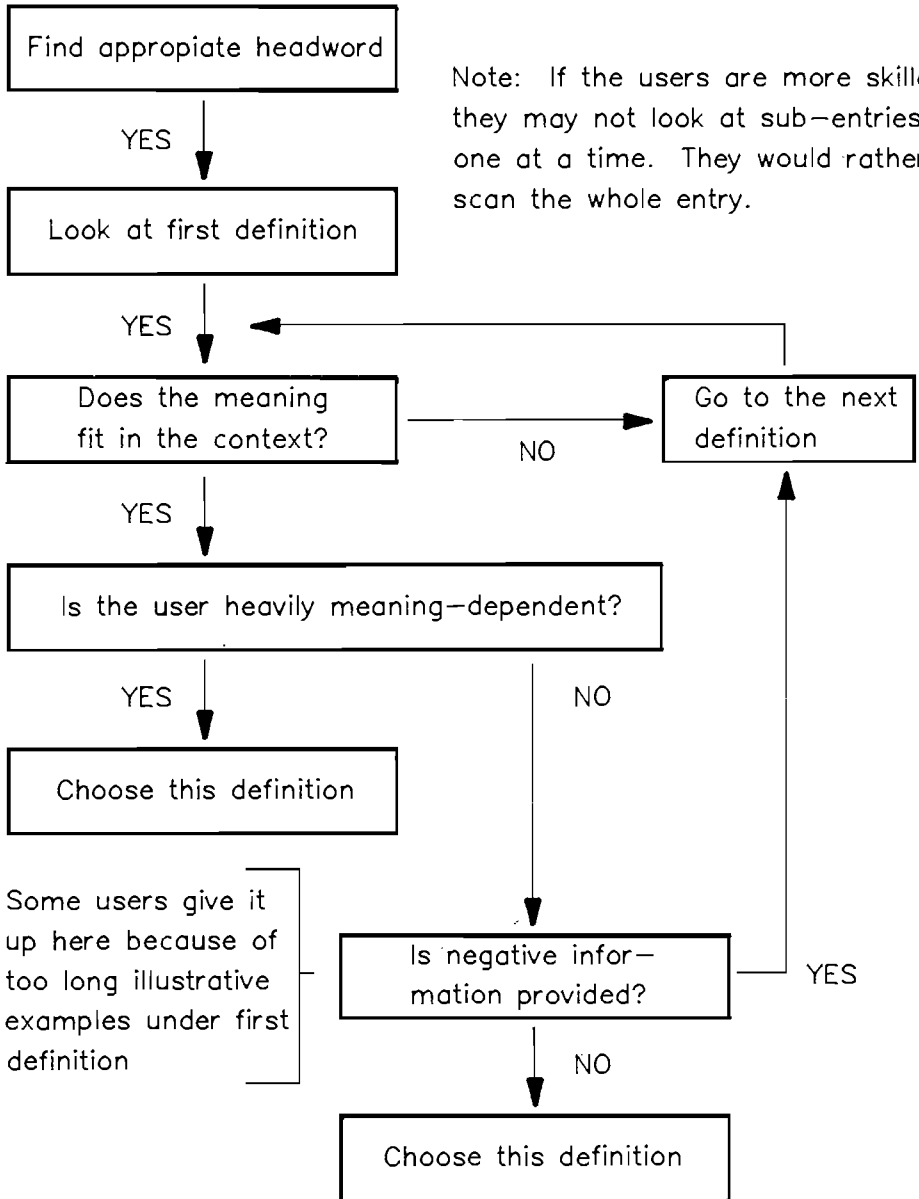 Find appropiate headword
Note: If the users are more
they may not look at sub-entries
one at a time. They would rather
scan the whole entry.
YES
Look at first definition
YES
Does the meaning
fit in the context?
NO
Go to the next
definition
YES
Is the user heavily meaning-dependent?
YES
NO
Choose this definition
Some users give it
up here because of
too long illustrative
examples under first
definition
Is negative infor-
mation provided?
YES
NO
Choose this definition